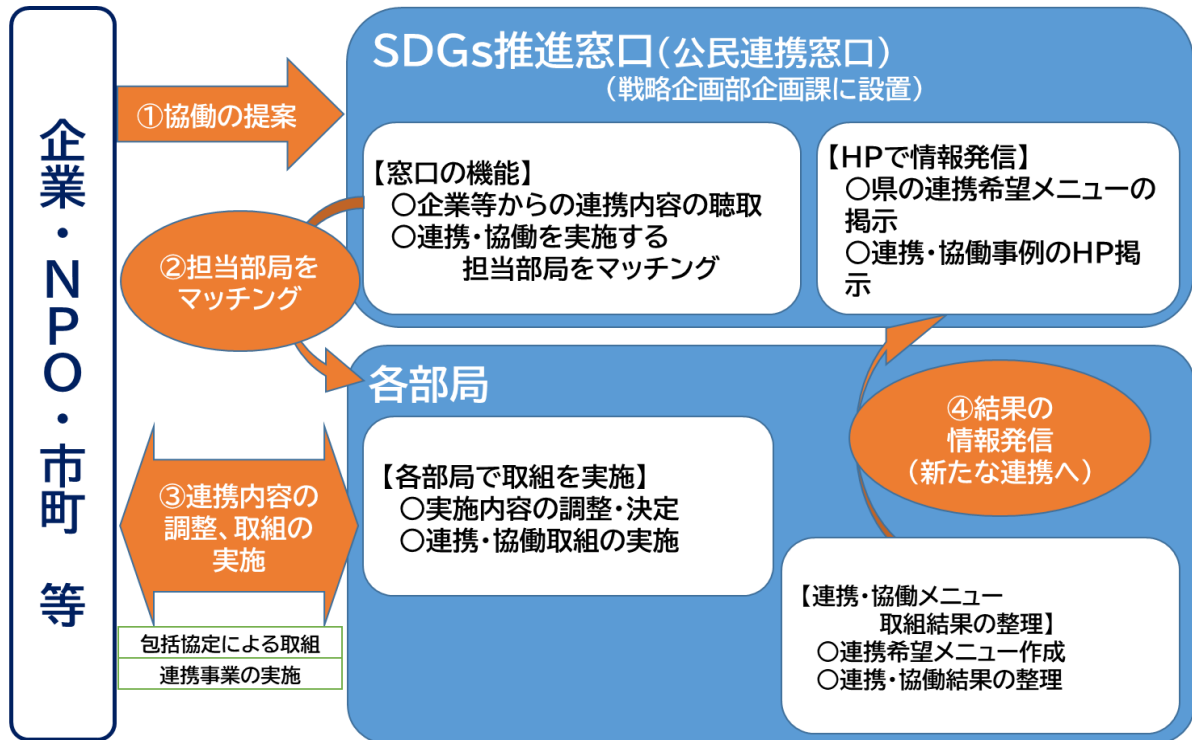 企業・NPO・市町　等
①協働の提案
SDGs推進窓口(公民連携窓口)
(戦略企画部企画課に設置)
【窓口の機能】
○企業等からの連携内容の聴取
○連携・協働を実施する
担当部局をマッチング
【HPで情報発信】
○県の連携希望メニューの
掲示
○連携・協働事例のHP掲
示
②担当部局を
マッチング
各部局
【各部局で取組を実施】
○実施内容の調整・決定
○連携・協働取組の実施
③連携内容の
調整、取組の
実施
包括協定による取組
連携事業の実施
④結果の
情報発信
(新たな連携へ)
【連携・協働メニュー
取組結果の整理】
○連携希望メニュー作成
○連携・協働結果の整理